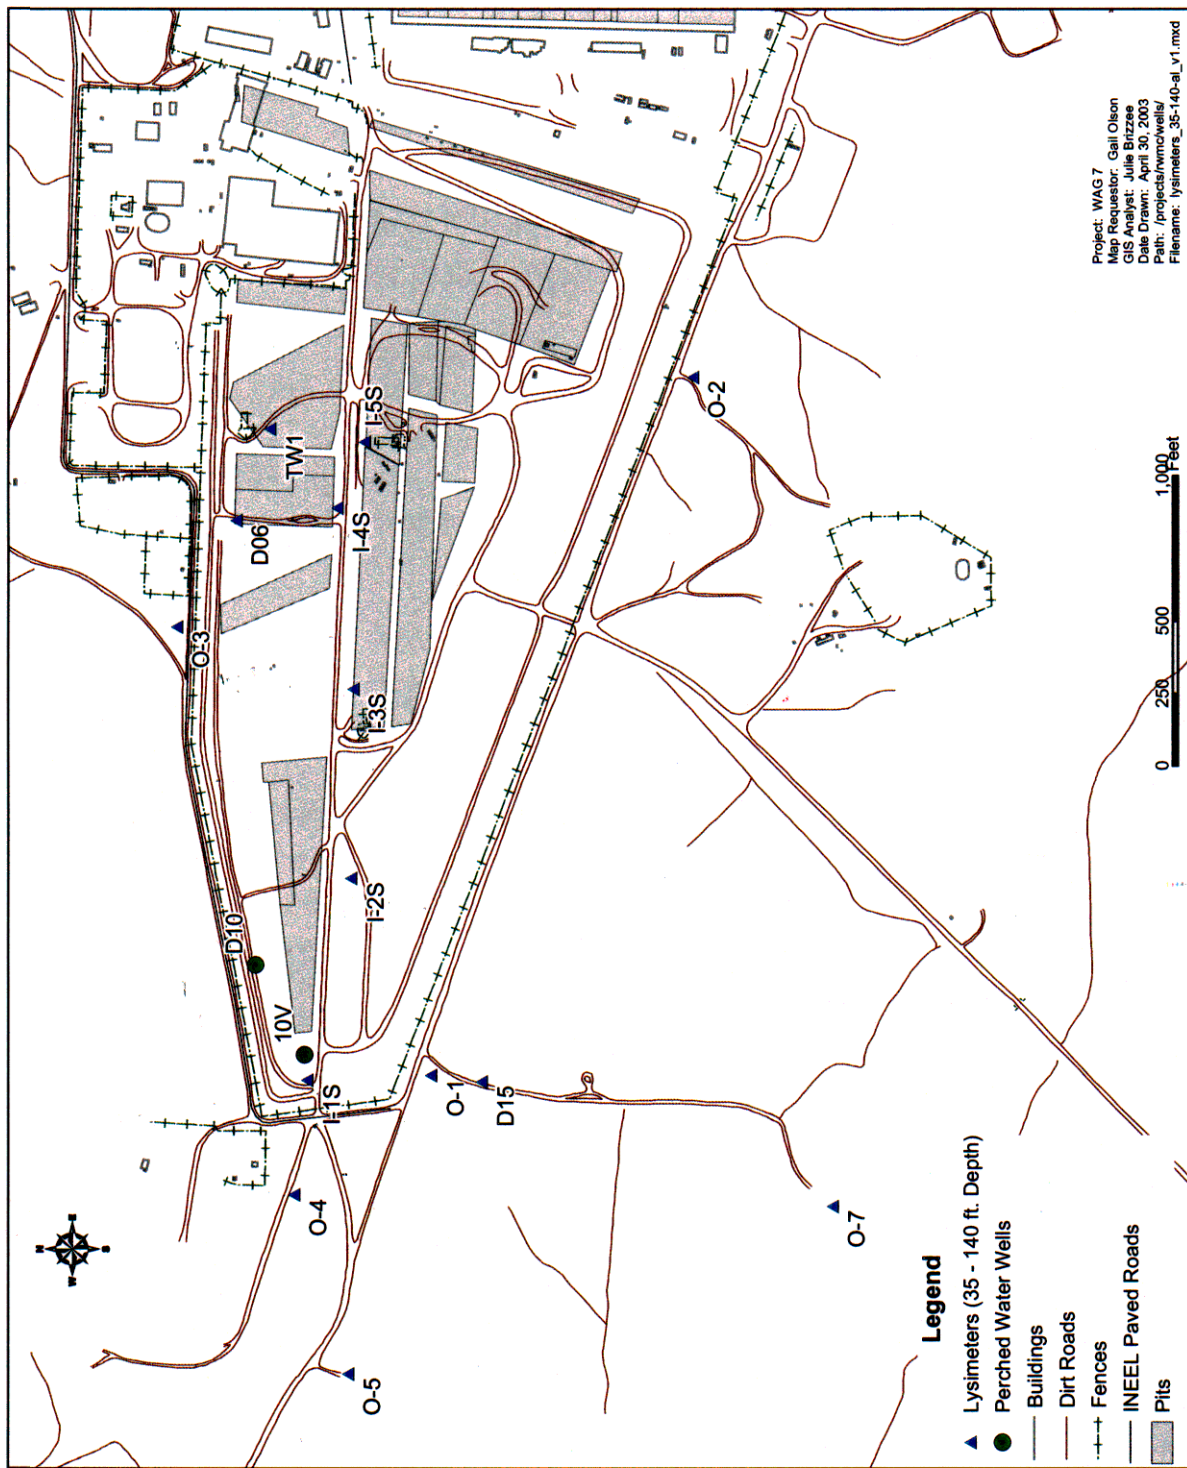 N
W
E
S
O-5
O-4
I-1S
10V
D10
O-1
D15
O-7
I-2S
O-3
I-3S
D06
I-4S
TW1
I-5S
O-2
Legend
Lysimeters (35 - 140 ft. Depth)
Perched Water Wells
Buildings
Dirt Roads
Fences
INEEL Paved Roads
Pits
0 250 500 1,000
Feet
Project: WAG 7
Map Requestor: Gail Olson
GIS Analyst: Julie Brizzee
Date Drawn: April 30, 2003
Path: /projects/rwmc/wells/
Filename: lysimeters_35-140-al_v1.mxd